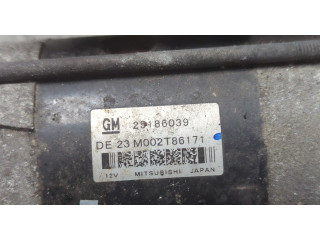 GM 25186039
DE 23 M002T86171
12V MITSUBISHI JAPAN